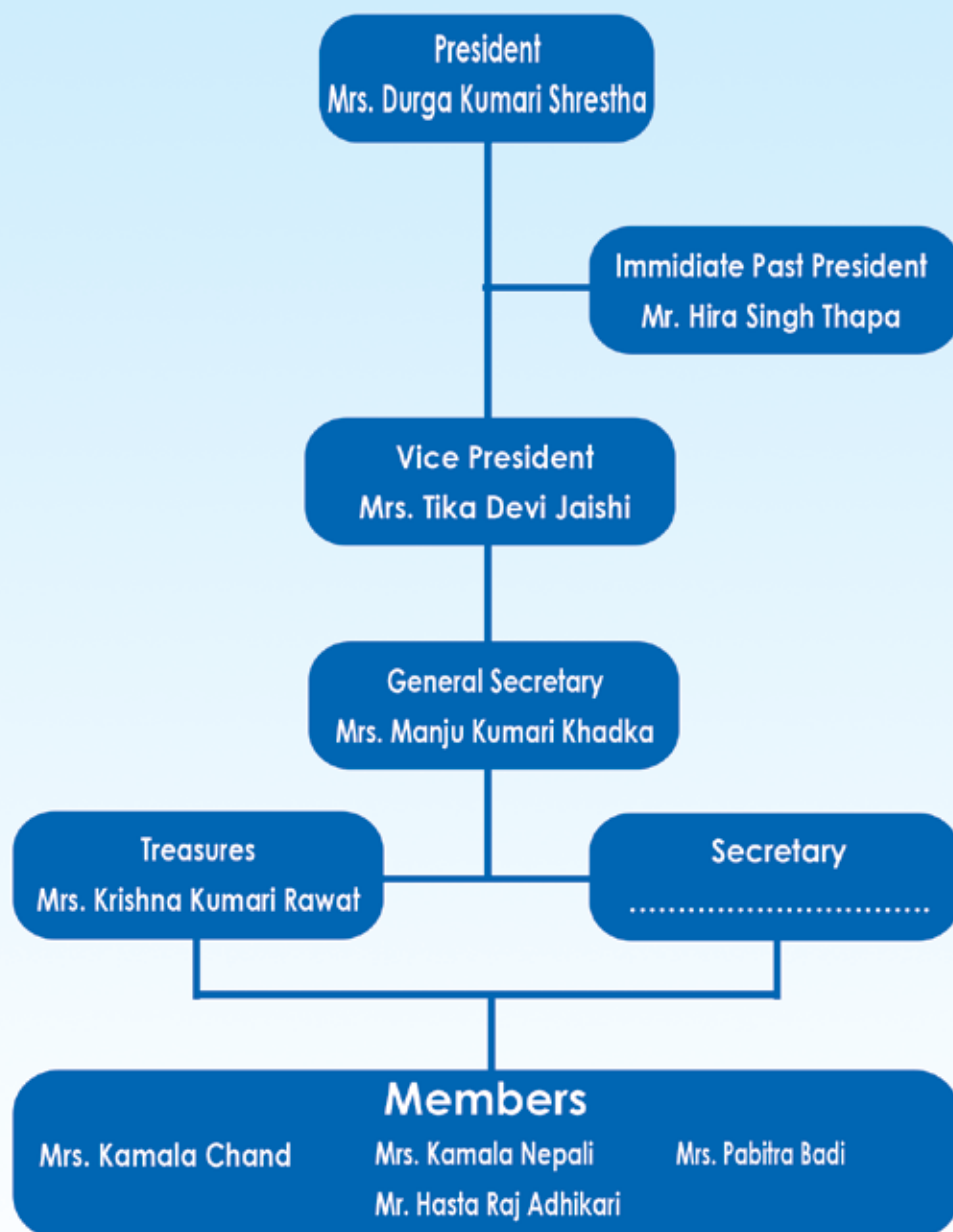 President
Mrs. Durga Kumari Shrestha
Immidiate Past President
Mr. Hira Singh Thapa
Vice President
Mrs. Tika Devi Jaishi
General Secretary
Mrs. Manju Kumari Khadka
Treasures
Mrs. Krishna Kumari Rawat
Secretary
...............................
Members
Mrs. Kamala Chand Mrs. Kamala Nepali Mrs. Pabitra Badi
Mr. Hasta Raj Adhikari